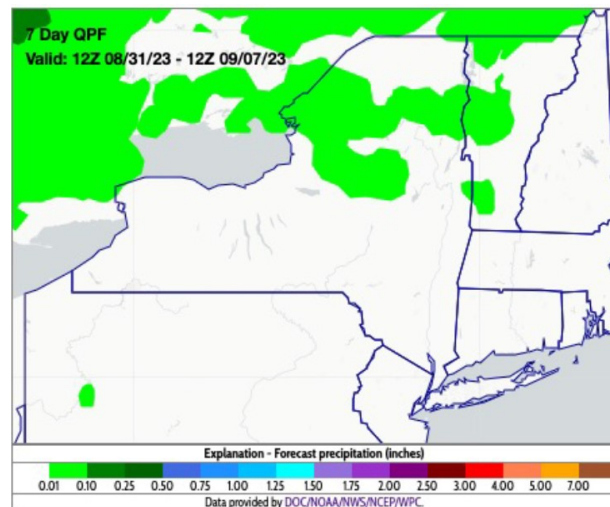 7 Day QPF
Valid: 12Z 08/31/23 - 12Z 09/07/23
Explanation - Forecast precipitation (inches)
0.01 0.10 0.25 0.50 0.75 1.00 1.25 1.50 1.75 2.00 2.50 3.00 4.00 5.00 7.00
Data provided by DOC/NOAA/NWS/NCEP/WPC.